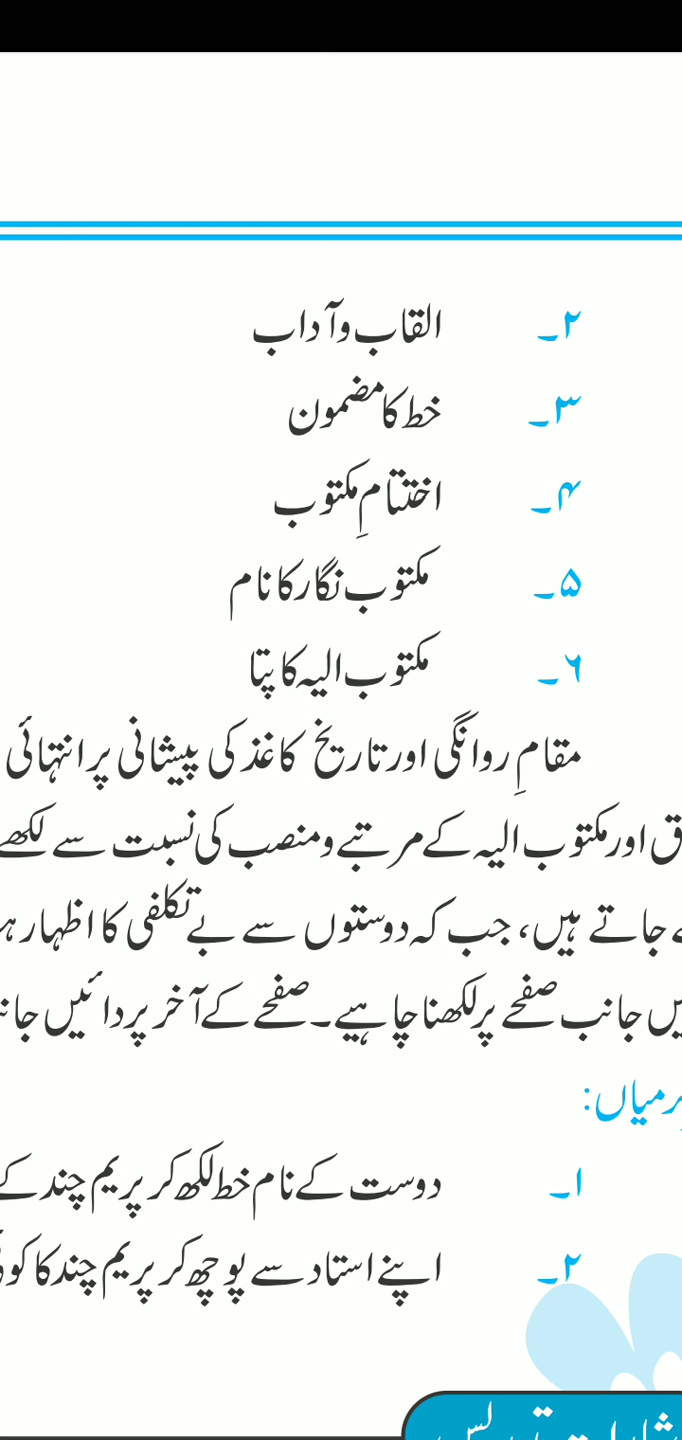 ۲۔ القاب و آداب
۳۔ خط کا مضمون
۴۔ اختتامِ مکتوب
۵۔ مکتوب نگار کا نام
۶۔ مکتوب الیہ کا پتا
مقامِ روانگی اور تاریخ کاغذ کی پیشانی پر انتہائی
اور مکتوب الیہ کے مرتبے و منصب کی نسبت سے لکھے
جاتے ہیں، جب کہ دوستوں سے بے تکلفی کا اظہار
جانب صفحے پر لکھنا چاہیے۔ صفحے کے آخر پر دائیں
رمیاں:
۱۔ دوست کے نام خط لکھ کر پریم چند کے
۲۔ اپنے استاد سے پوچھ کر پریم چند کا